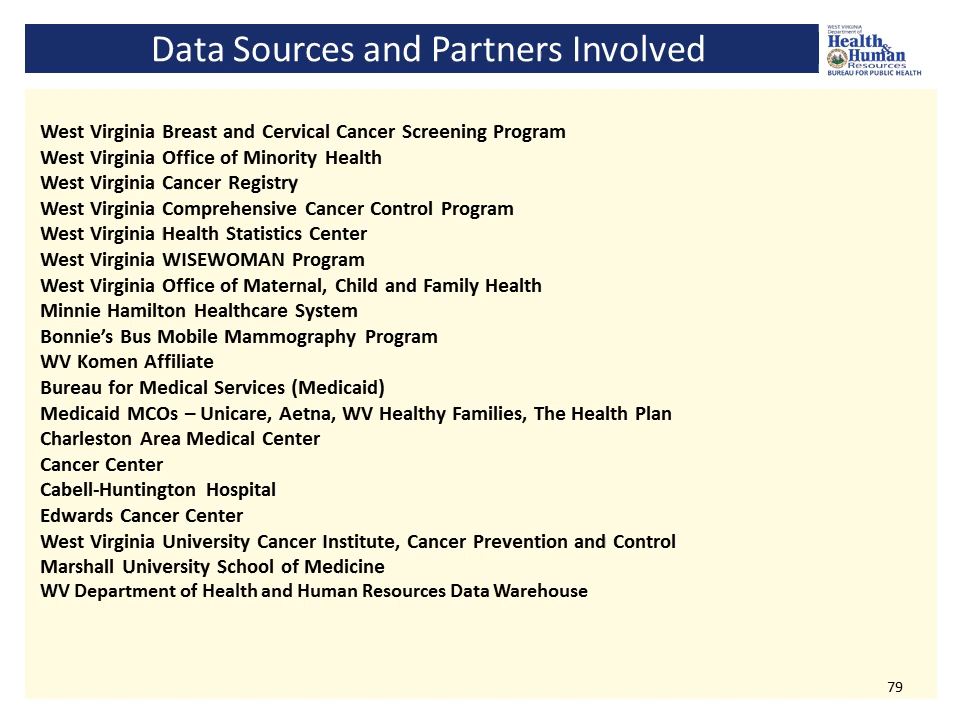 Data Sources and Partners Involved
WEST VIRGINIA
Department of
Health &
Human
Resources
BUREAU FOR PUBLIC HEALTH
West Virginia Breast and Cervical Cancer Screening Program
West Virginia Office of Minority Health
West Virginia Cancer Registry
West Virginia Comprehensive Cancer Control Program
West Virginia Health Statistics Center
West Virginia WISEWOMAN Program
West Virginia Office of Maternal, Child and Family Health
Minnie Hamilton Healthcare System
Bonnie’s Bus Mobile Mammography Program
WV Komen Affiliate
Bureau for Medical Services (Medicaid)
Medicaid MCOs – Unicare, Aetna, WV Healthy Families, The Health Plan
Charleston Area Medical Center
Cancer Center
Cabell-Huntington Hospital
Edwards Cancer Center
West Virginia University Cancer Institute, Cancer Prevention and Control
Marshall University School of Medicine
WV Department of Health and Human Resources Data Warehouse
79